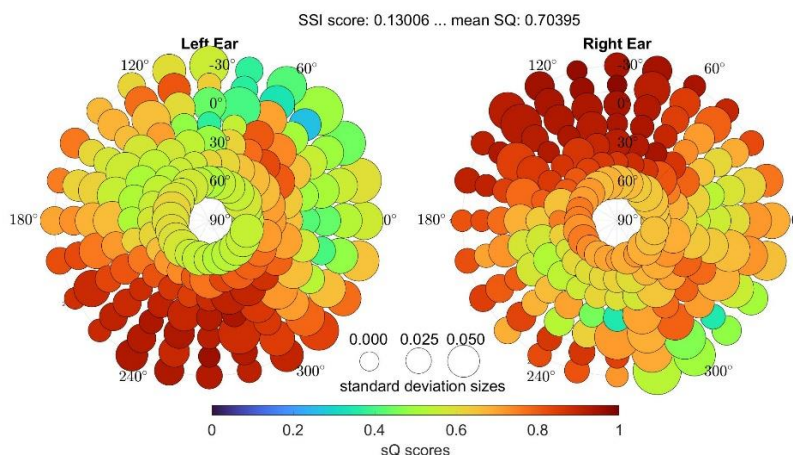 SSI score: 0.13006 ... mean SQ: 0.70395
Left Ear
Right Ear
120° -30° 60°
0°
30°
60°
180° 90° 0°
240° 300°
120° -30° 60°
0°
30°
60°
180° 90°
240° 300°
0.000 0.025 0.050
standard deviation sizes
0 0.2 0.4 0.6 0.8 1
sQ scores